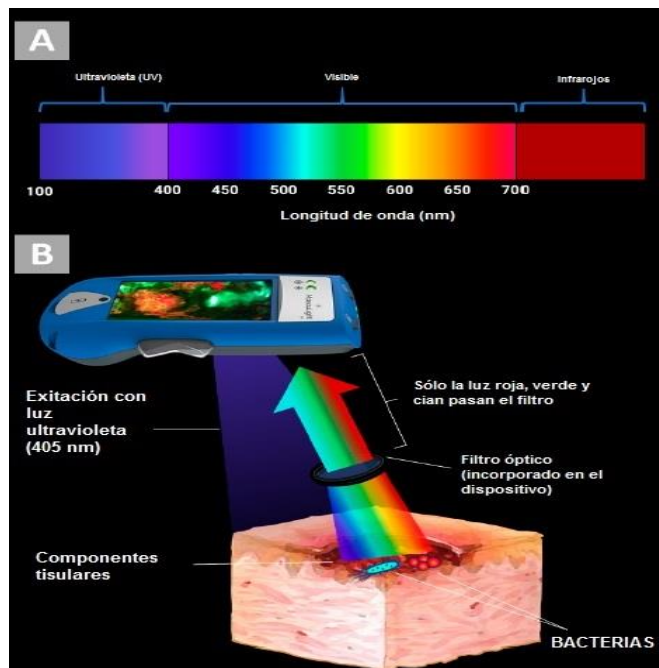 A
Ultravioleta (UV)
Visible
Infrarojos
100
400
450
500
550
600
650
700
Longitud de onda (nm)
B
Exitación con
luz
ultravioleta
(405 nm)
Sólo la luz roja, verde y
cian pasan el filtro
Filtro óptico
(incorporado en el
dispositivo)
Componentes
tisulares
BACTERIAS